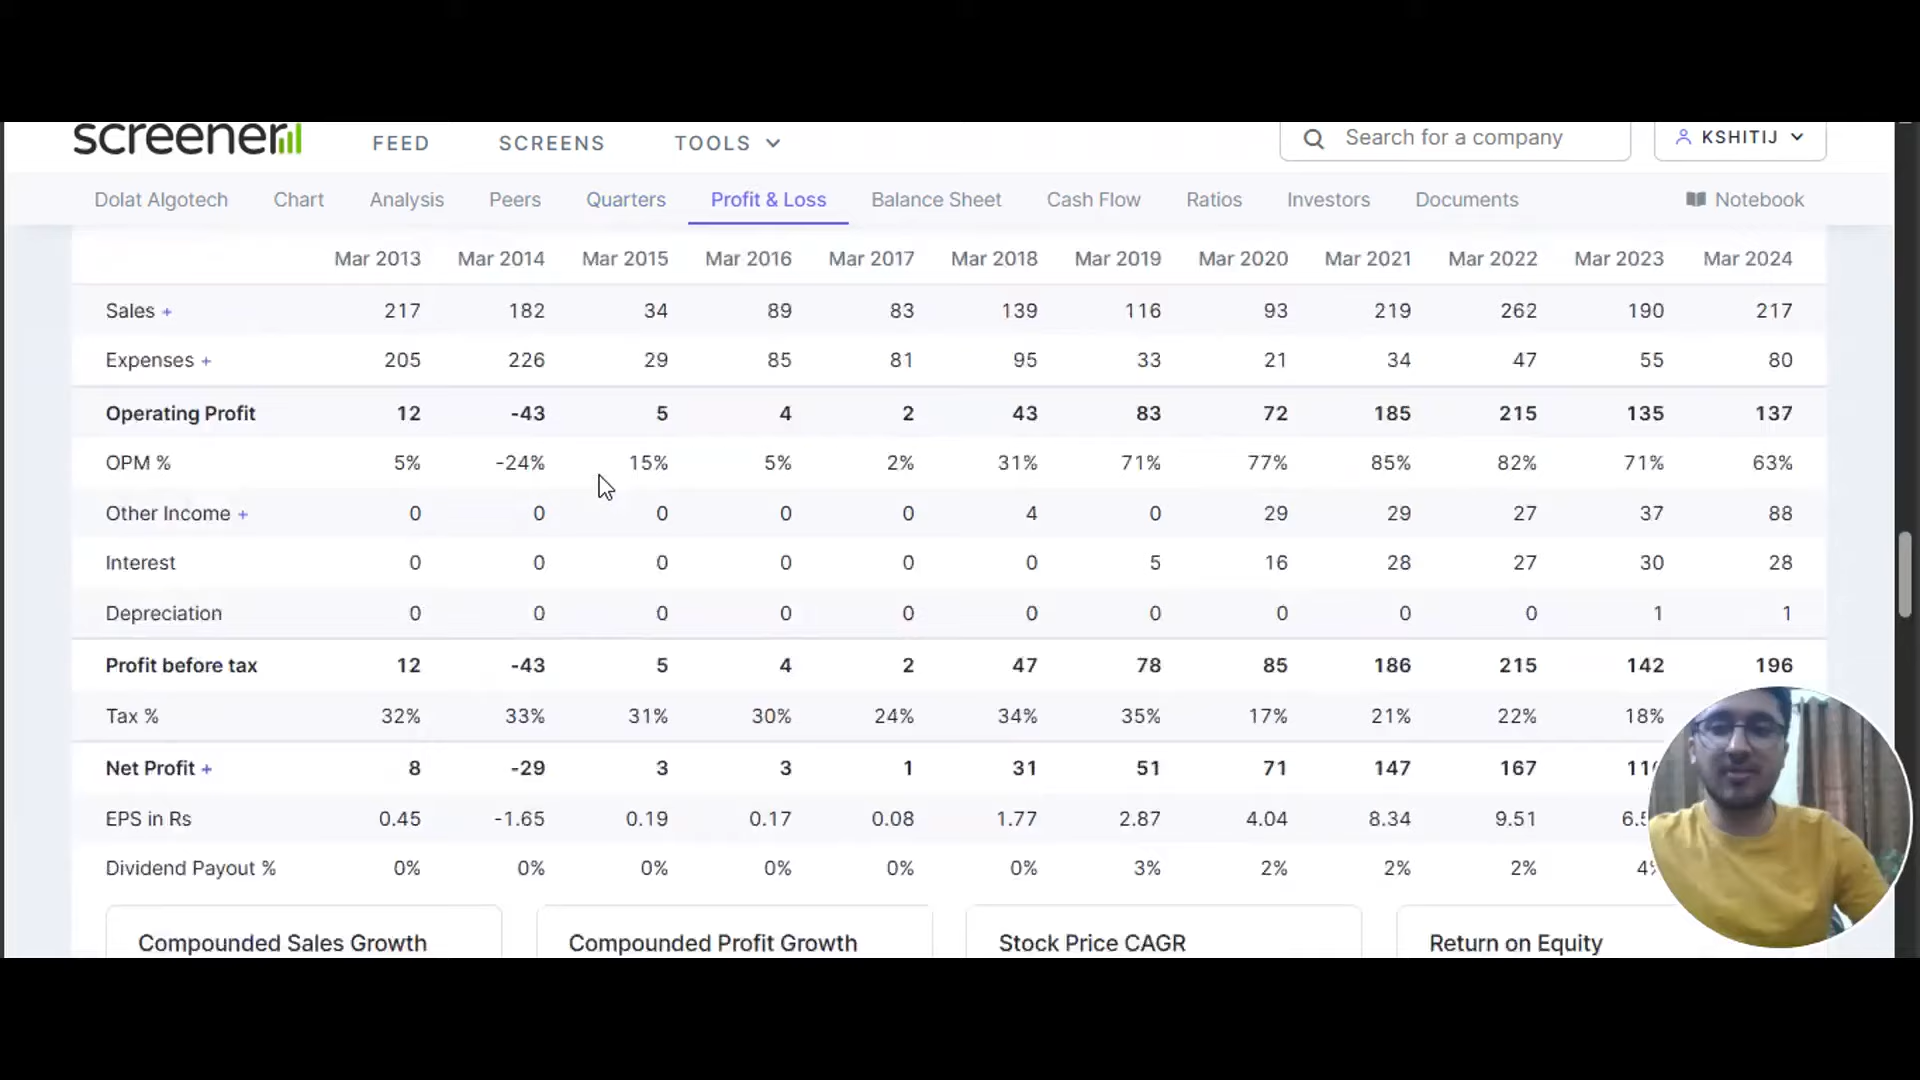 screener
FEED SCREENS TOOLS
Search for a company
KSHITIJ
Dolat Algotech Chart Analysis Peers Quarters Profit & Loss Balance Sheet Cash Flow Ratios Investors Documents Notebook
Mar 2013 Mar 2014 Mar 2015 Mar 2016 Mar 2017 Mar 2018 Mar 2019 Mar 2020 Mar 2021 Mar 2022 Mar 2023 Mar 2024
Sales + 217 182 34 89 83 139 116 93 219 262 190 217
Expenses + 205 226 29 85 81 95 33 21 34 47 55 80
Operating Profit 12 -43 5 4 2 43 83 72 185 215 135 137
OPM % 5% -24% 15% 5% 2% 31% 71% 77% 85% 82% 71% 63%
Other Income + 0 0 0 0 0 4 0 29 29 27 37 88
Interest 0 0 0 0 0 0 5 16 28 27 30 28
Depreciation 0 0 0 0 0 0 0 0 0 0 1 1
Profit before tax 12 -43 5 4 2 47 78 85 186 215 142 196
Tax % 32% 33% 31% 30% 24% 34% 35% 17% 21% 22% 18%
Net Profit + 8 -29 3 3 1 31 51 71 147 167
EPS in Rs 0.45 -1.65 0.19 0.17 0.08 1.77 2.87 4.04 8.34 9.51
Dividend Payout % 0% 0% 0% 0% 0% 0% 3% 2% 2% 2%
Compounded Sales Growth Compounded Profit Growth Stock Price CAGR Return on Equity